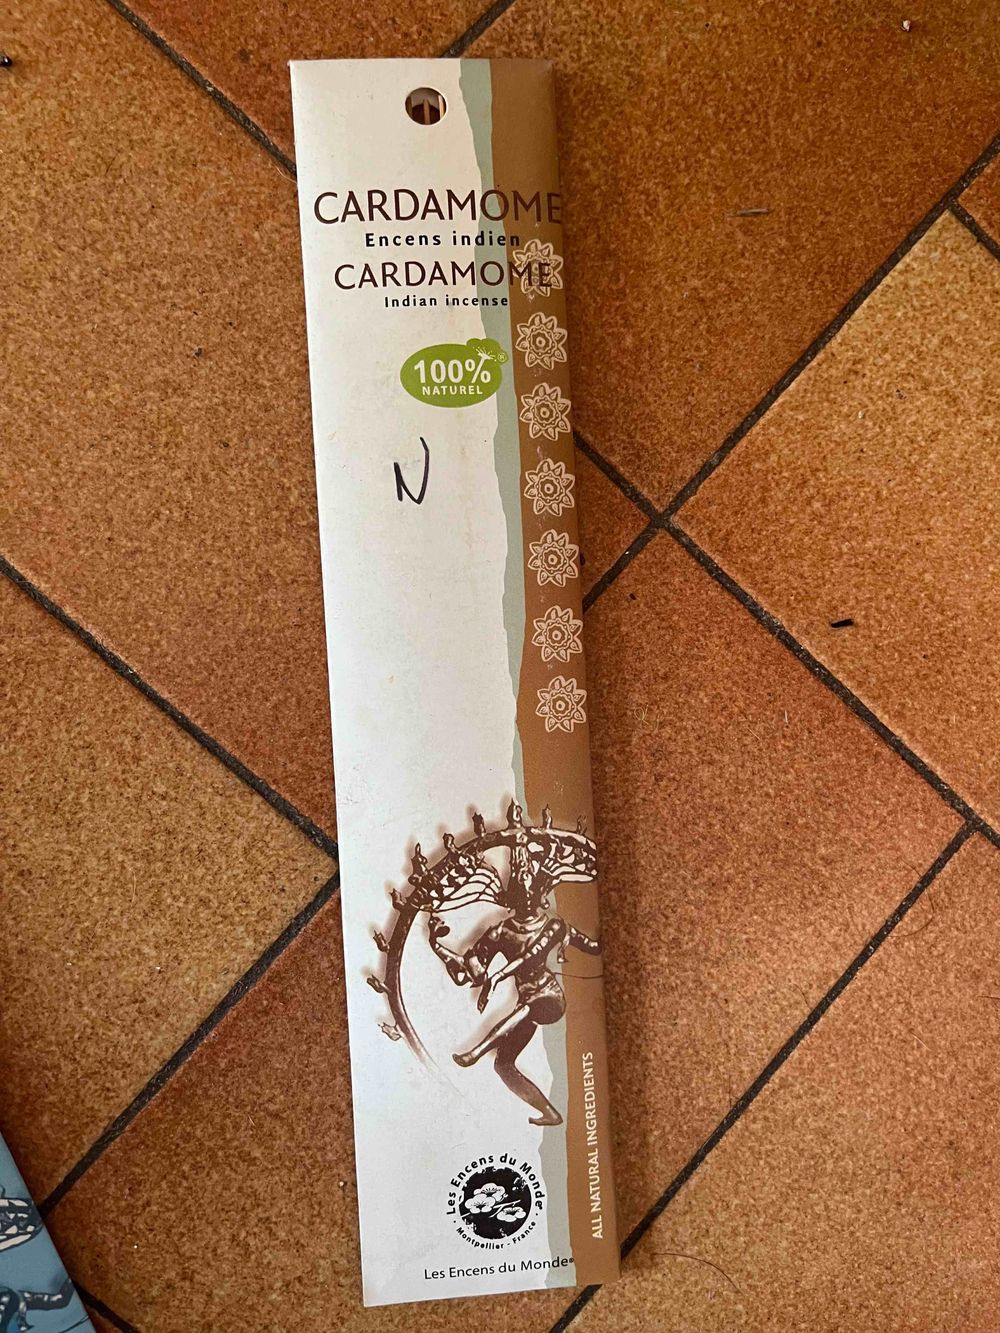 CARDAMOME
Encens indien
CARDAMOME
Indian incense
100%®
NATUREL
N
ALL NATURAL INGREDIENTS
Les Encens du Monde®
Montpellier - France
Les Encens du Monde®